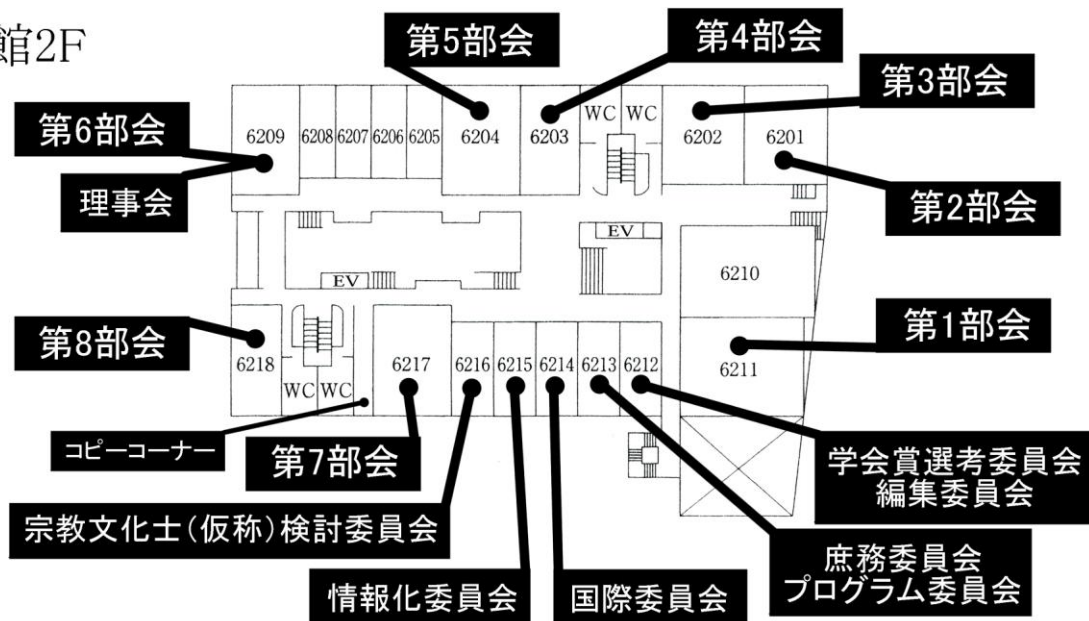 館2F
第5部会
第4部会
第3部会
第6部会
理事会
6209
6208
6207
6206
6205
6204
6203
WC
WC
6202
6201
第2部会
EV
EV
6210
第1部会
第8部会
6218
WC
WC
6217
6216
6215
6214
6213
6212
6211
コピーコーナー
第7部会
学会賞選考委員会
編集委員会
宗教文化士(仮称)検討委員会
庶務委員会
プログラム委員会
情報化委員会
国際委員会